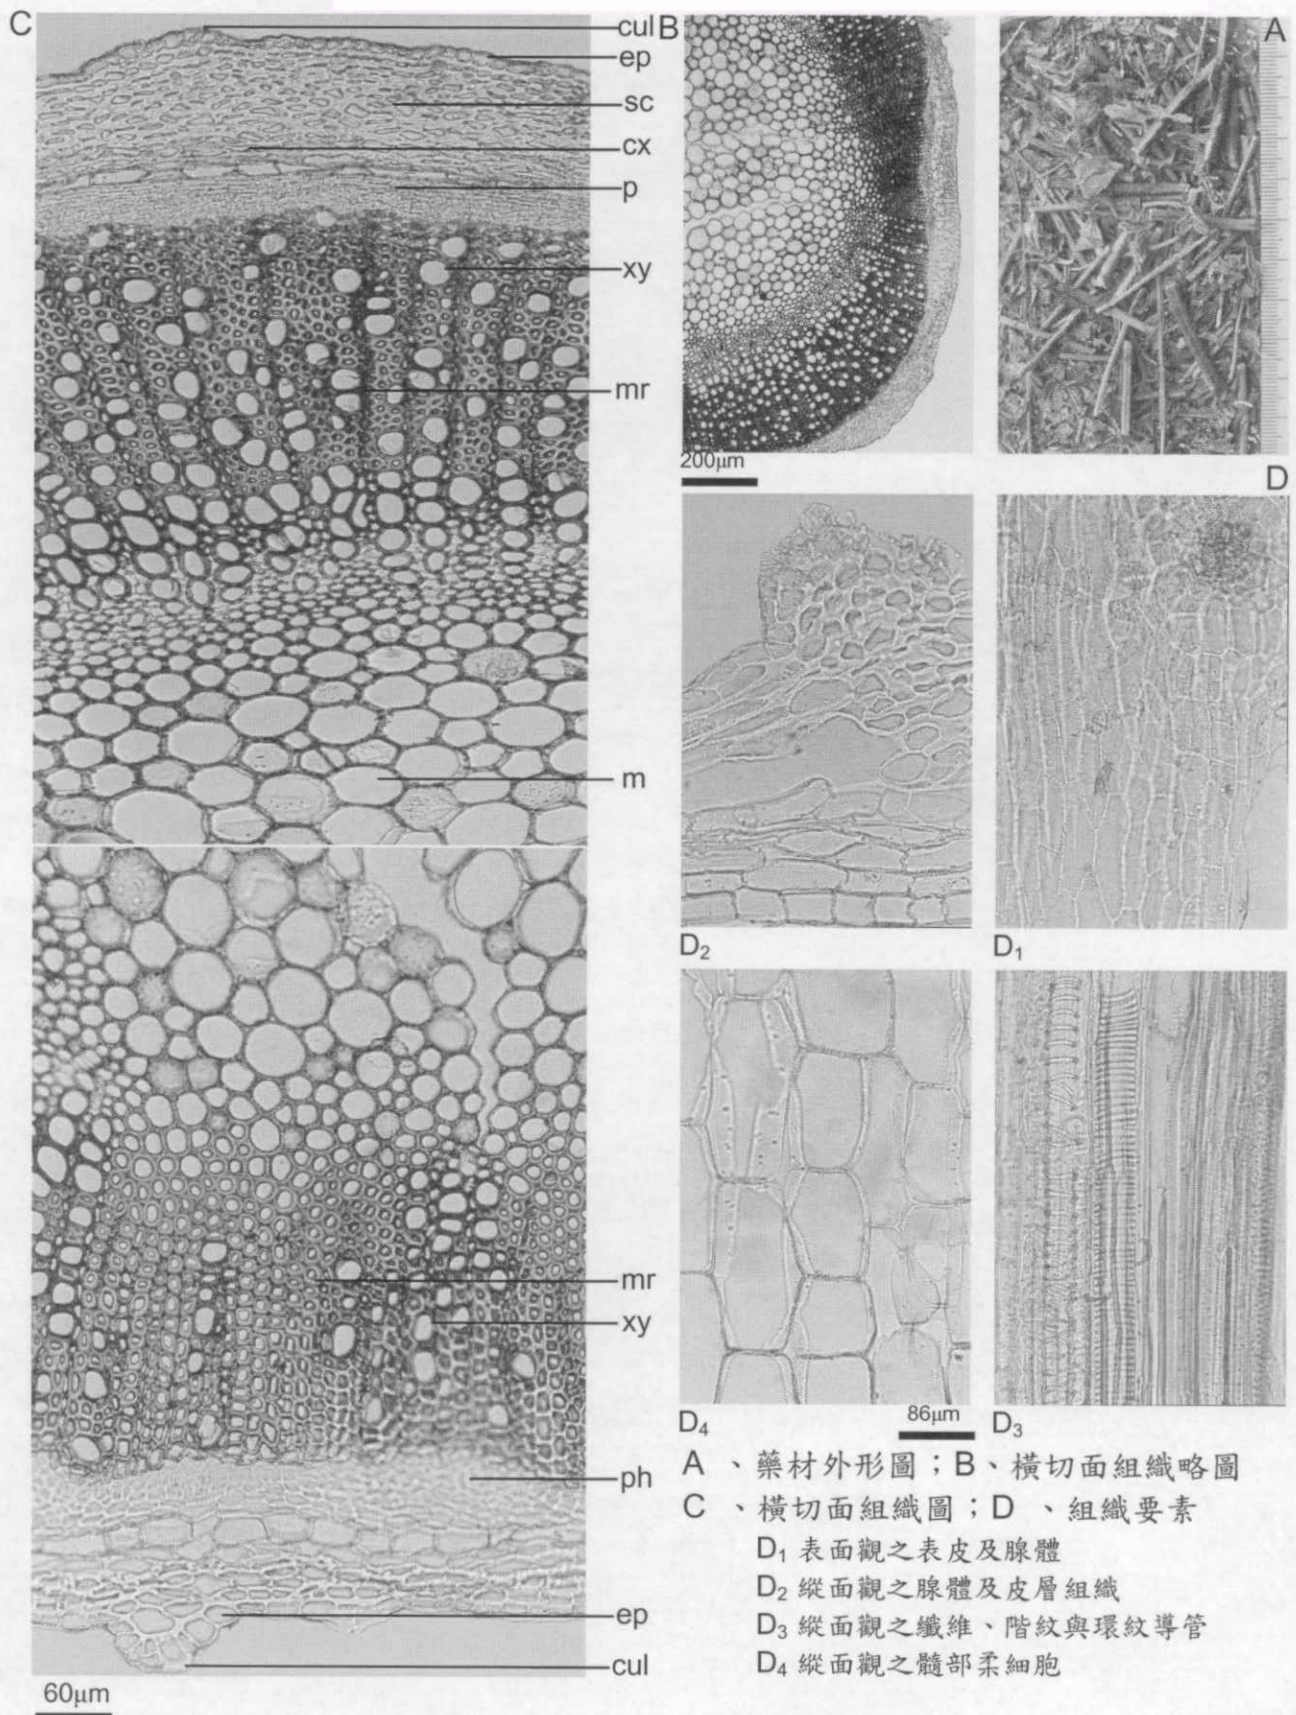 C
cul
ep
sc
cx
p
xy
mr
m
mr
xy
ph
ep
cul
60μm
B
A
200μm
D
D2
D1
D4
86μm
D3
A 、藥材外形圖；B、橫切面組織略圖
C 、橫切面組織圖；D 、組織要素
D1 表面觀之表皮及腺體
D2 縱面觀之腺體及皮層組織
D3 縱面觀之纖維、階紋與環紋導管
D4 縱面觀之髓部柔細胞